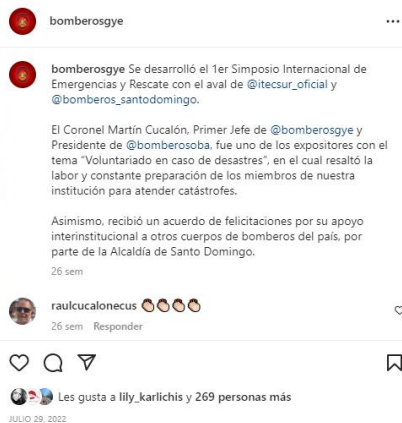 bomberosgye
bomberosgye Se desarrolló el 1er Simposio Internacional de
Emergencias y Rescate con el aval de @itecsur_oficial y
@bomberos_santodomingo.
El Coronel Martín Cucalón, Primer Jefe de @bomberosgye y
Presidente de @bomberosoba, fue uno de los expositores con el
tema "Voluntariado en caso de desastres", en el cual resaltó la
labor y constante preparación de los miembros de nuestra
institución para atender catástrofes.
Asimismo, recibió un acuerdo de felicitaciones por su apoyo
interinstitucional a otros cuerpos de bomberos del país, por
parte de la Alcaldía de Santo Domingo.
26 sem
raulcucalonecus 👏🏻👏🏻👏🏻👏🏻
26 sem Responder
Les gusta a lily_karlichis y 269 personas más
JULIO 29, 2022